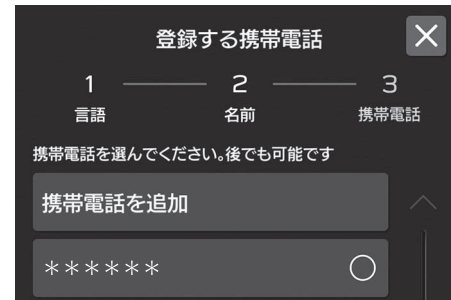 登録する携帯電話
1 2 3
言語 名前 携帯電話
携帯電話を選んでください。後でも可能です
携帯電話を追加
＊＊＊＊＊＊